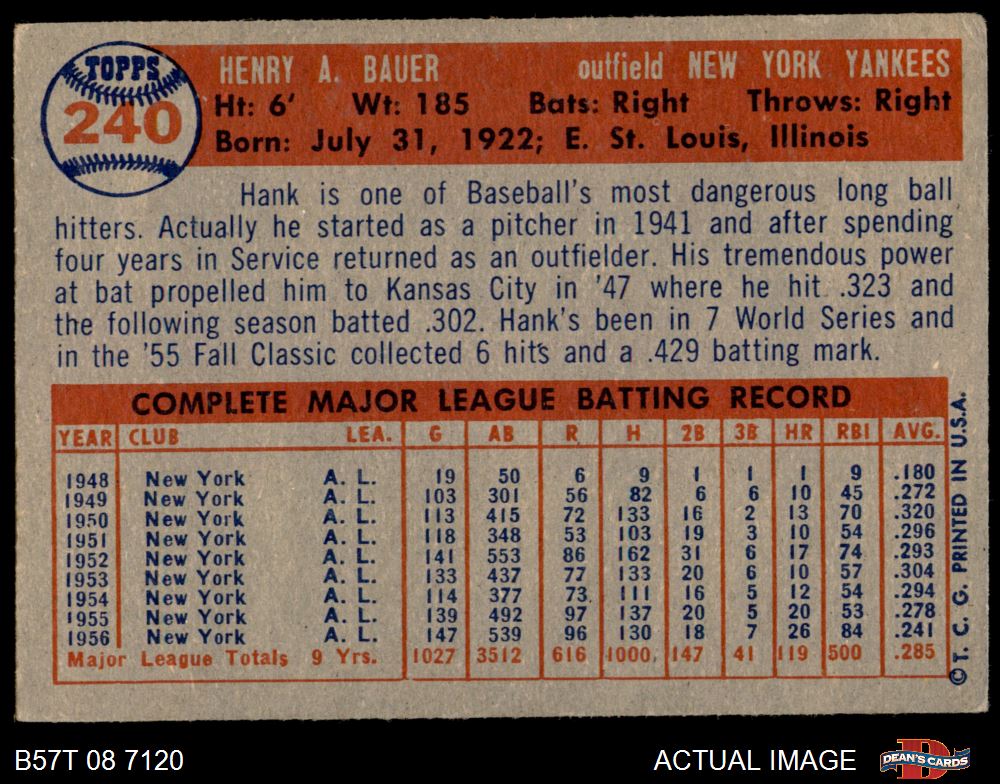 TOPPS
240
HENRY A. BAUER outfield NEW YORK YANKEES
Ht: 6' Wt: 185 Bats: Right Throws: Right
Born: July 31, 1922; E. St. Louis, Illinois
Hank is one of Baseball's most dangerous long ball
hitters. Actually he started as a pitcher in 1941 and after spending
four years in Service returned as an outfielder. His tremendous power
at bat propelled him to Kansas City in '47 where he hit .323 and
the following season batted .302. Hank's been in 7 World Series and
in the '55 Fall Classic collected 6 hits and a .429 batting mark.
COMPLETE MAJOR LEAGUE BATTING RECORD
YEAR CLUB LEA. G AB R H 2B 3B HR RBI AVG.
1948 New York A. L. 19 50 6 9 1 1 1 9 .180
1949 New York A. L. 103 301 56 82 6 6 10 45 .272
1950 New York A. L. 113 415 72 133 16 2 13 70 .320
1951 New York A. L. 118 348 53 103 19 3 10 54 .296
1952 New York A. L. 141 553 86 162 31 6 17 74 .293
1953 New York A. L. 133 437 77 133 20 6 10 57 .304
1954 New York A. L. 114 377 73 111 16 5 12 54 .294
1955 New York A. L. 139 492 97 137 20 5 20 53 .278
1956 New York A. L. 147 539 96 130 18 7 26 84 .241
Major League Totals 9 Yrs. 1027 3512 616 1000 147 41 119 500 .285
©T. C. G. PRINTED IN U.S.A.
B57T 08 7120 ACTUAL IMAGE
DEAN'S CARDS